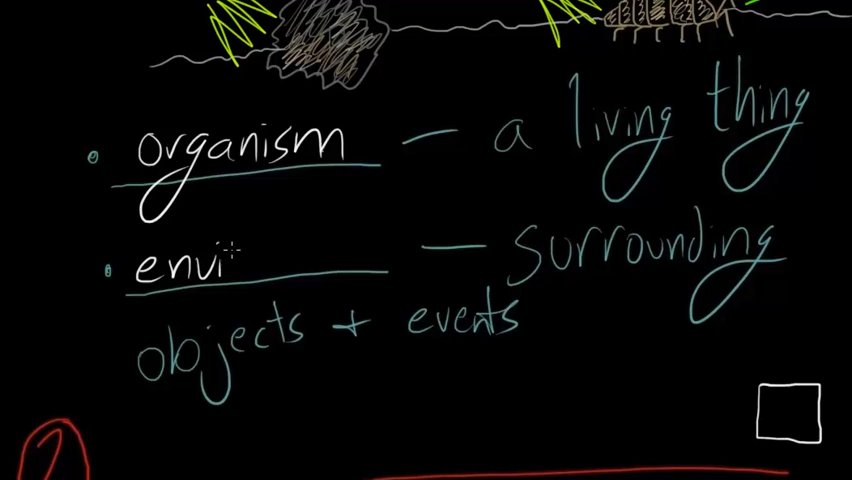 • organism — a living thing
• envi — surrounding
objects + events